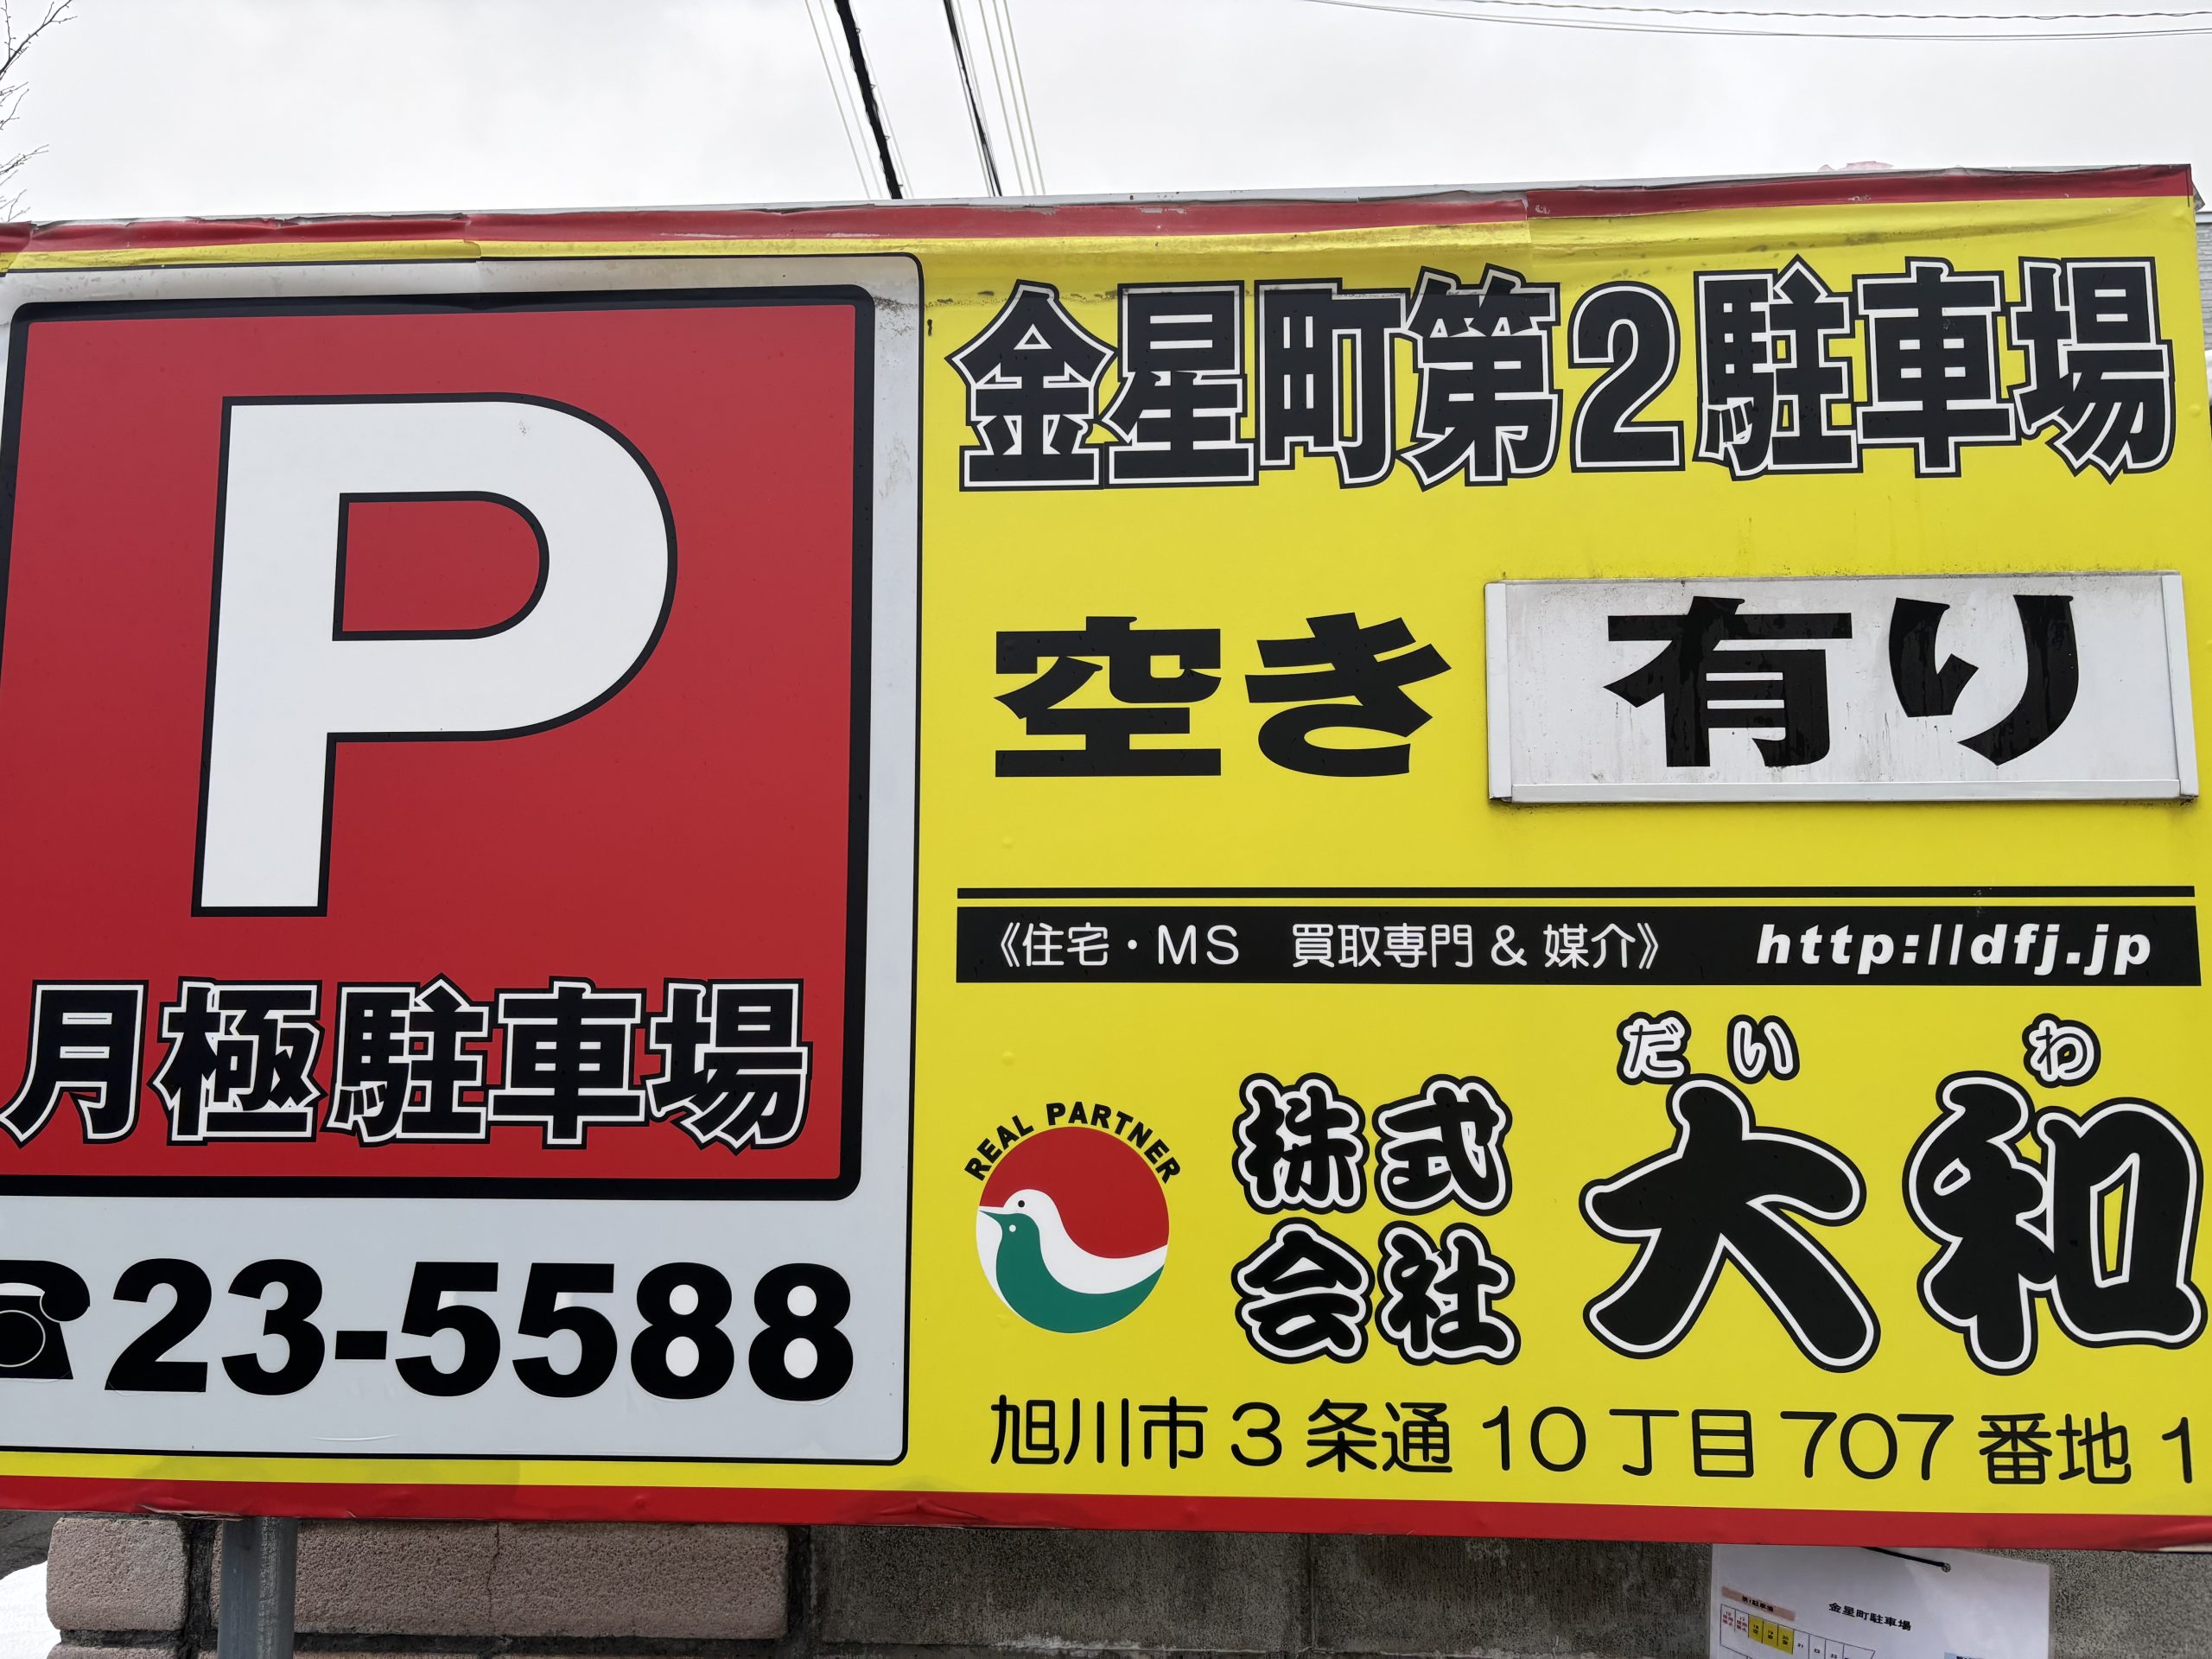 P
月極駐車場
☎23-5588
金星町第2駐車場
空き 有り
《住宅・MS 買取専門 & 媒介》 http://dfj.jp
REAL PARTNER
だいわ
株式会社 大和
旭川市3条通10丁目707番地1
金星町駐車場